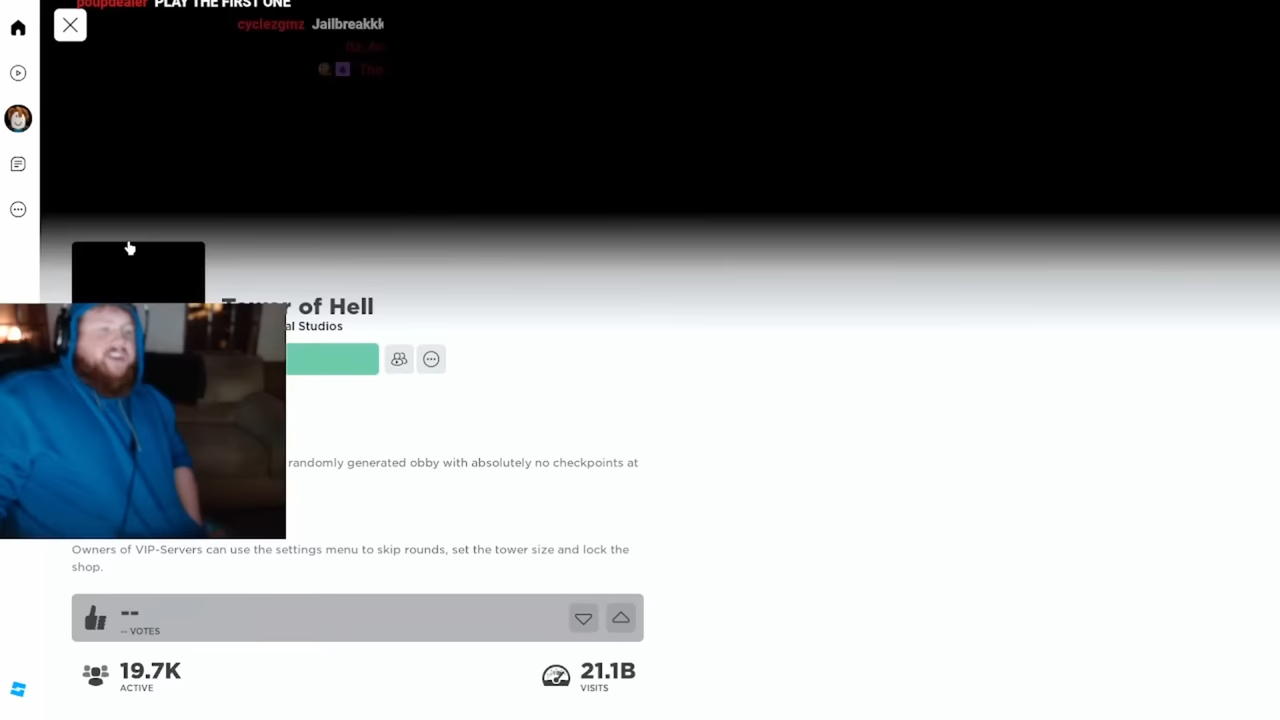 poupdealer PLAY THE FIRST ONE
cyclezgmz Jailbreakkk
The
Tower of Hell
al Studios
randomly generated obby with absolutely no checkpoints at
Owners of VIP-Servers can use the settings menu to skip rounds, set the tower size and lock the
shop.
--
-- VOTES
19.7K
ACTIVE
21.1B
VISITS